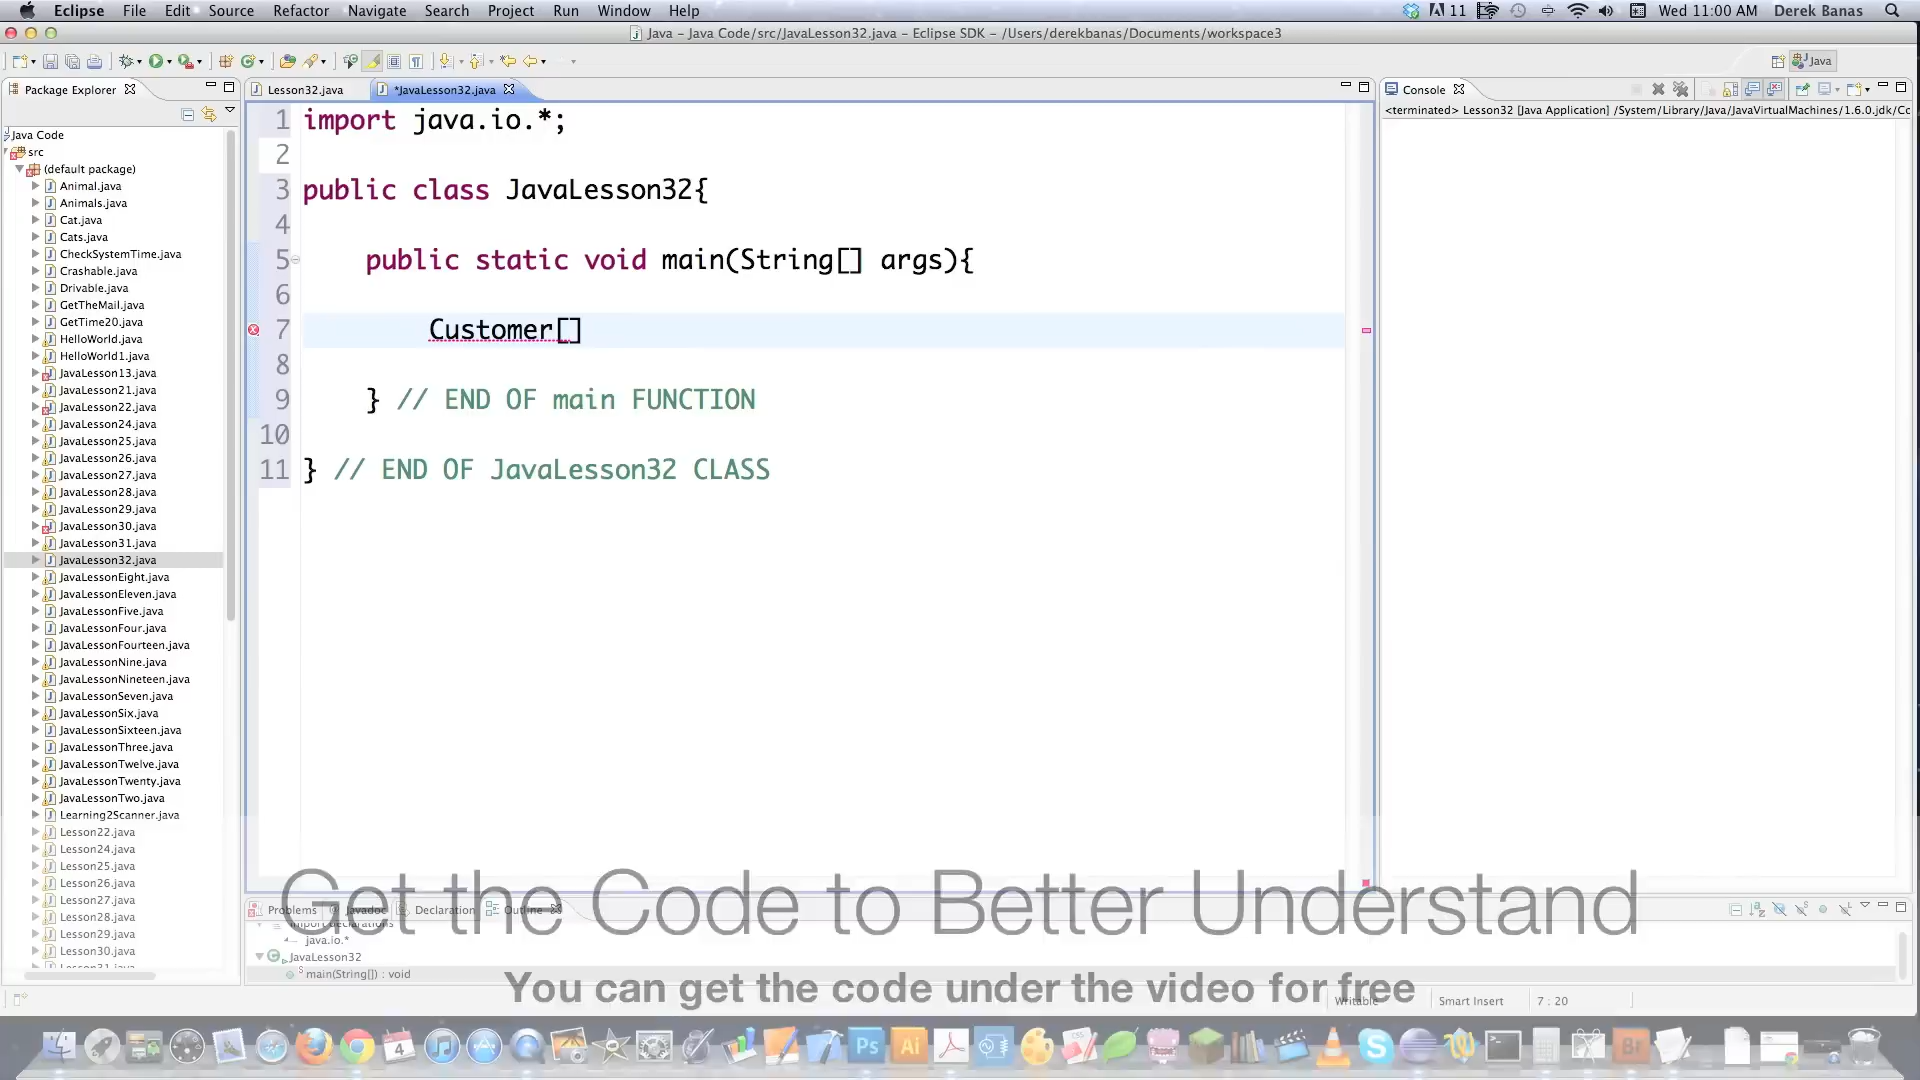 Eclipse File Edit Source Refactor Navigate Search Project Run Window Help 11 Wed 11:00 AM Derek Banas
Java – Java Code/src/JavaLesson32.java – Eclipse SDK – /Users/derekbanas/Documents/workspace3
Java
Package Explorer
Lesson32.java
*JavaLesson32.java
Console
<terminated> Lesson32 [Java Application] /System/Library/Java/JavaVirtualMachines/1.6.0.jdk/Co
Java Code
src
(default package)
Animal.java
Animals.java
Cat.java
Cats.java
CheckSystemTime.java
Crashable.java
Drivable.java
GetTheMail.java
GetTime20.java
HelloWorld.java
HelloWorld1.java
JavaLesson13.java
JavaLesson21.java
JavaLesson22.java
JavaLesson24.java
JavaLesson25.java
JavaLesson26.java
JavaLesson27.java
JavaLesson28.java
JavaLesson29.java
JavaLesson30.java
JavaLesson31.java
JavaLesson32.java
JavaLessonEight.java
JavaLessonEleven.java
JavaLessonFive.java
JavaLessonFour.java
JavaLessonFourteen.java
JavaLessonNine.java
JavaLessonNineteen.java
JavaLessonSeven.java
JavaLessonSix.java
JavaLessonSixteen.java
JavaLessonThree.java
JavaLessonTwelve.java
JavaLessonTwenty.java
JavaLessonTwo.java
Learning2Scanner.java
Lesson22.java
Lesson24.java
Lesson25.java
Lesson26.java
Lesson27.java
Lesson28.java
Lesson29.java
Lesson30.java
Lesson31.java
1 import java.io.*;
2
3 public class JavaLesson32{
4
5 public static void main(String[] args){
6
7 Customer[]
8
9 } // END OF main FUNCTION
10
11 } // END OF JavaLesson32 CLASS
Get the Code to Better Understand
Problems Javadoc Declaration Outline
import declarations
java.io.*
JavaLesson32
main(String[]) : void
You can get the code under the video for free
Writable Smart Insert 7 : 20
4 Ps Ai Br